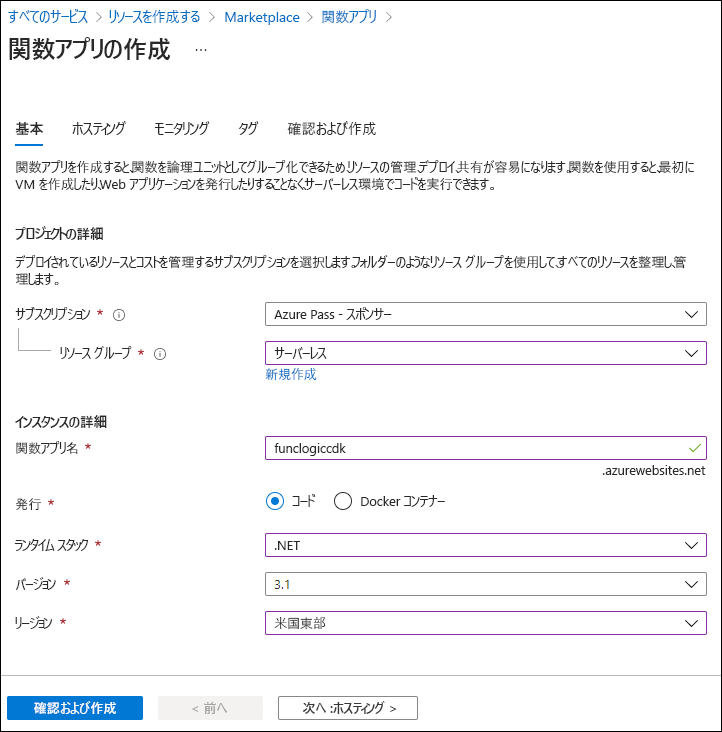 すべてのサービス > リソースを作成する > Marketplace > 関数アプリ >
関数アプリの作成 ...
基本 ホスティング モニタリング タグ 確認および作成
関数アプリを作成すると、関数を論理ユニットとしてグループ化できるため、リソースの管理、デプロイ、共有が容易になります。関数を使用すると、最初に
VM を作成したり、Web アプリケーションを発行したりすることなく、サーバーレス環境でコードを実行できます。
プロジェクトの詳細
デプロイされているリソースとコストを管理するサブスクリプションを選択します。フォルダーのようなリソース グループを使用して、すべてのリソースを整理し、管
理します。
サブスクリプション * Azure Pass - スポンサー
リソース グループ * サーバーレス
新規作成
インスタンスの詳細
関数アプリ名 * funclogiccdk
.azurewebsites.net
発行 * コード Docker コンテナー
ランタイム スタック * .NET
バージョン * 3.1
リージョン * 米国東部
確認および作成 < 前へ 次へ :ホスティング >